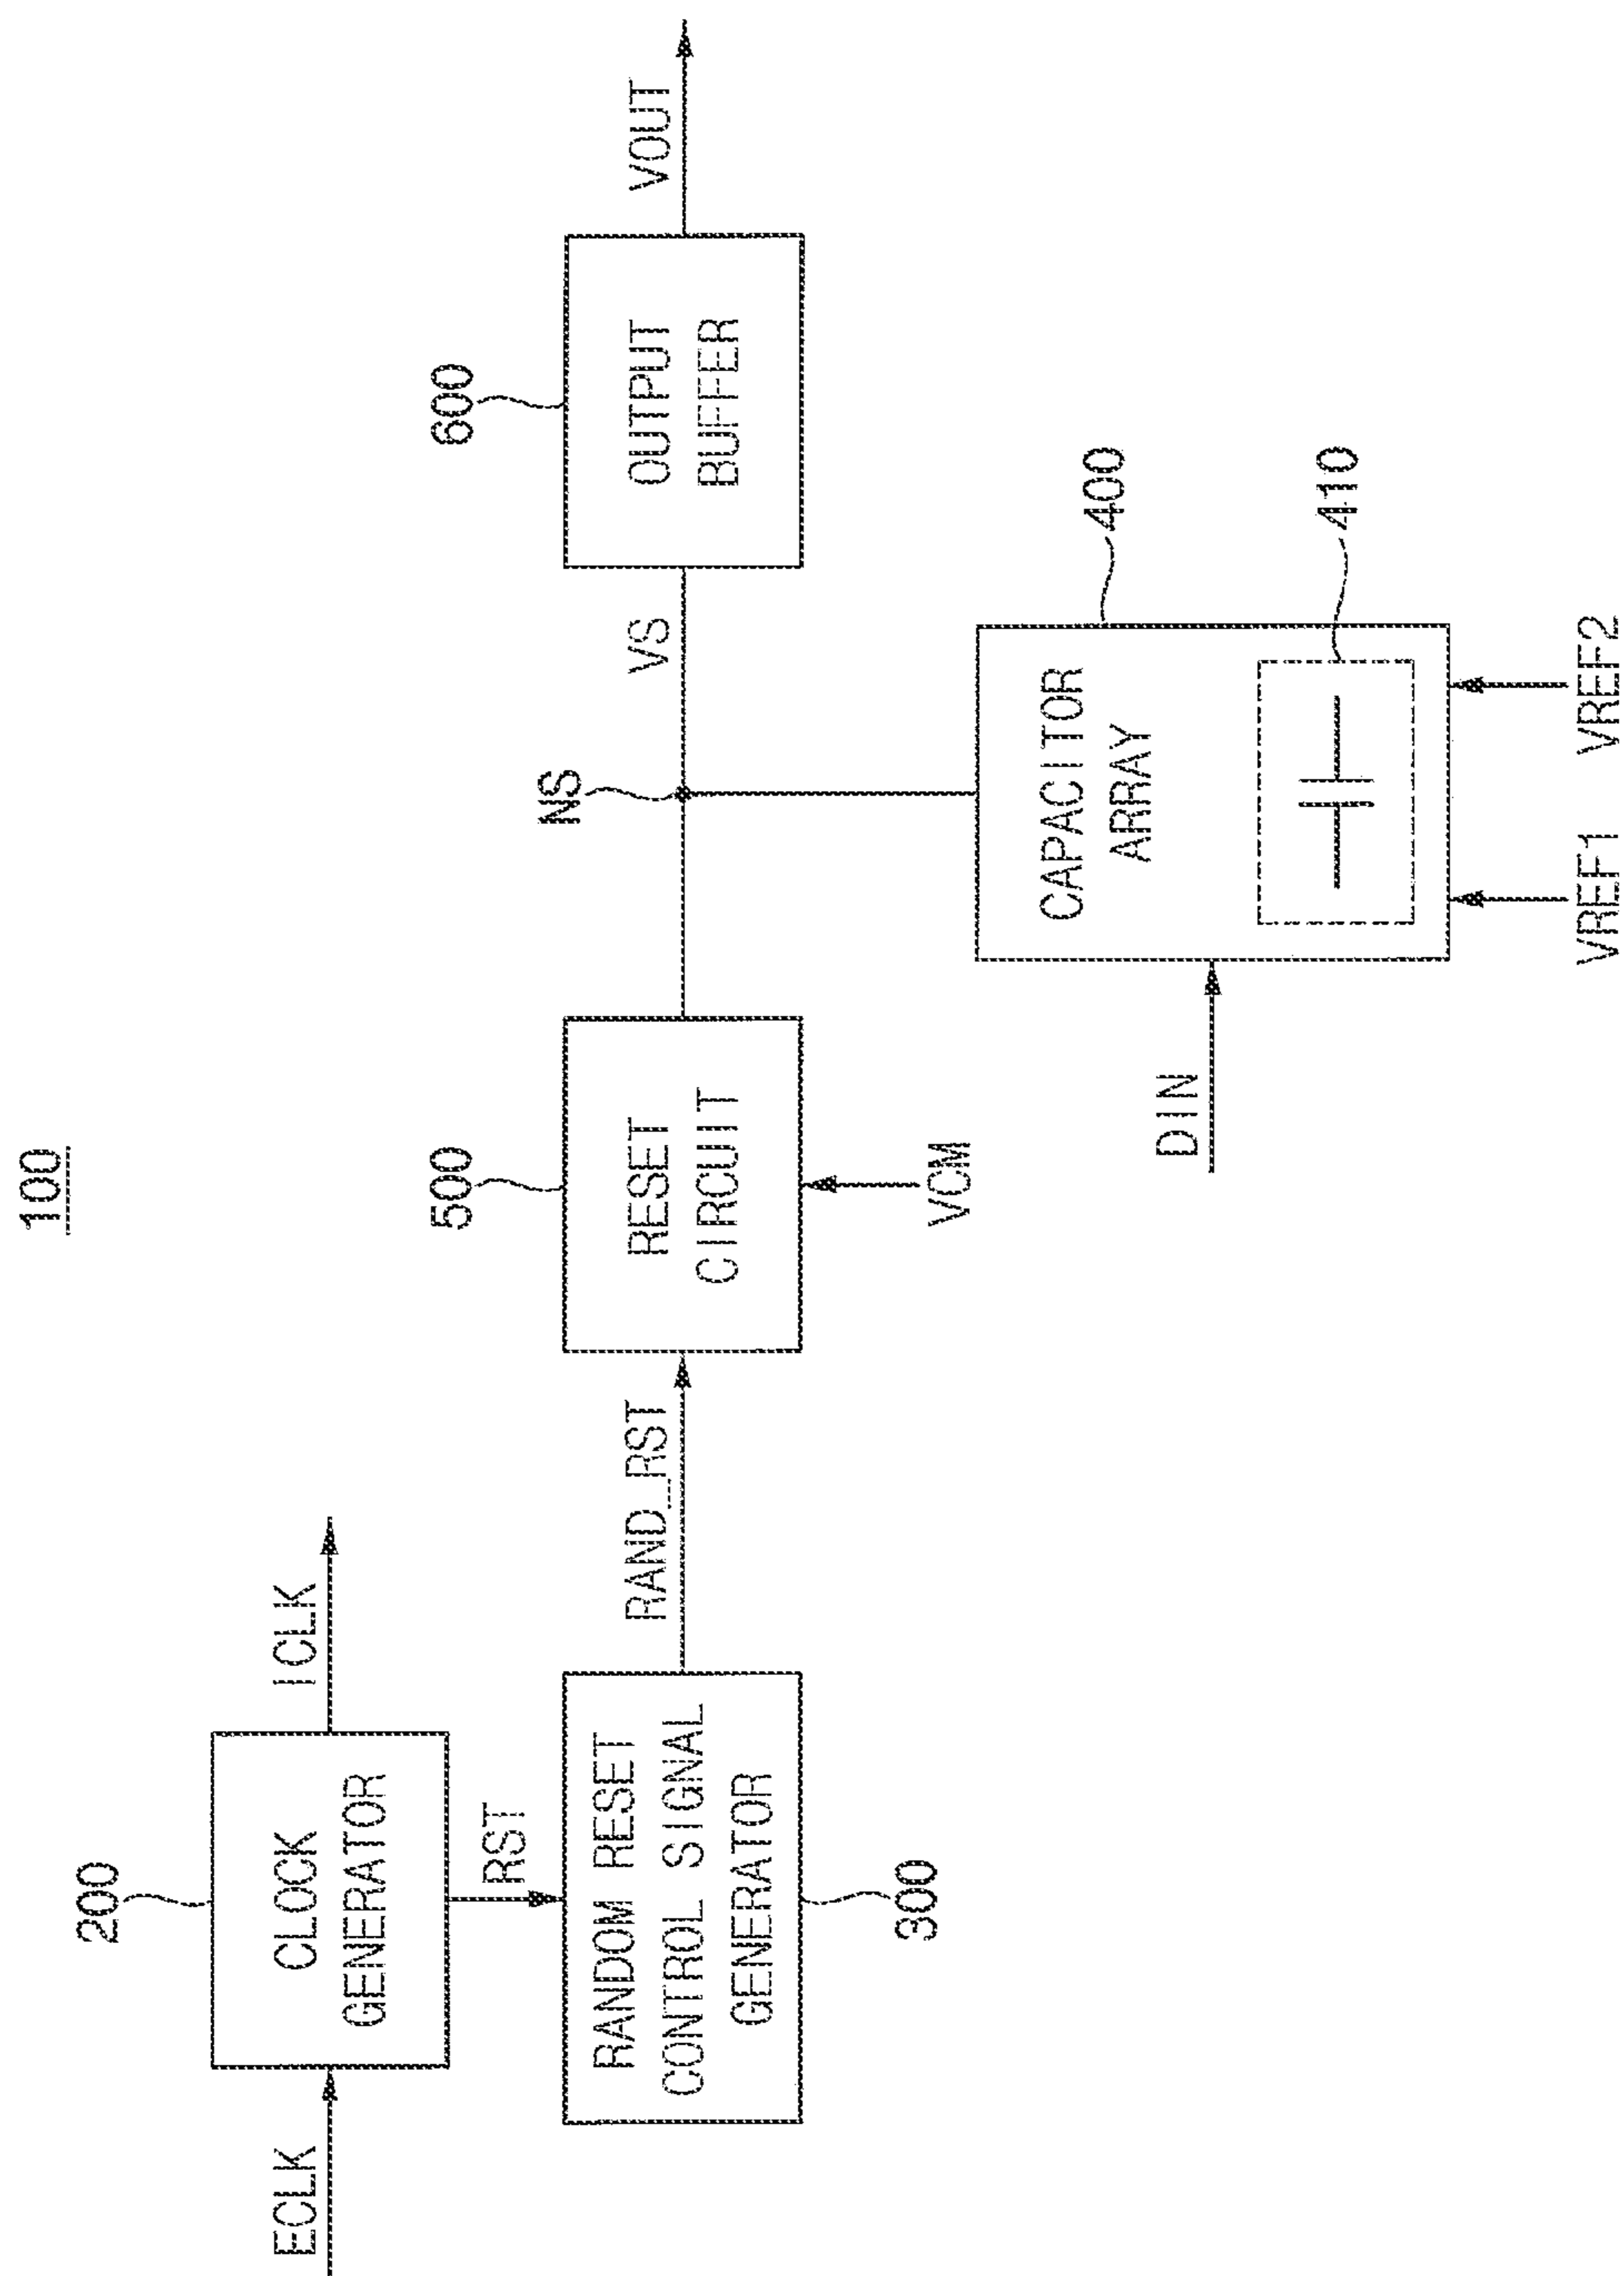 100
ECLK
200
CLOCK
GENERATOR
ICLK
RST
RANDOM RESET
CONTROL SIGNAL
GENERATOR
300
RAND_RST
500
RESET
CIRCUIT
VCM
NS
VS
600
OUTPUT
BUFFER
VOUT
DIN
CAPACITOR
ARRAY
400
410
VREF1
VREF2